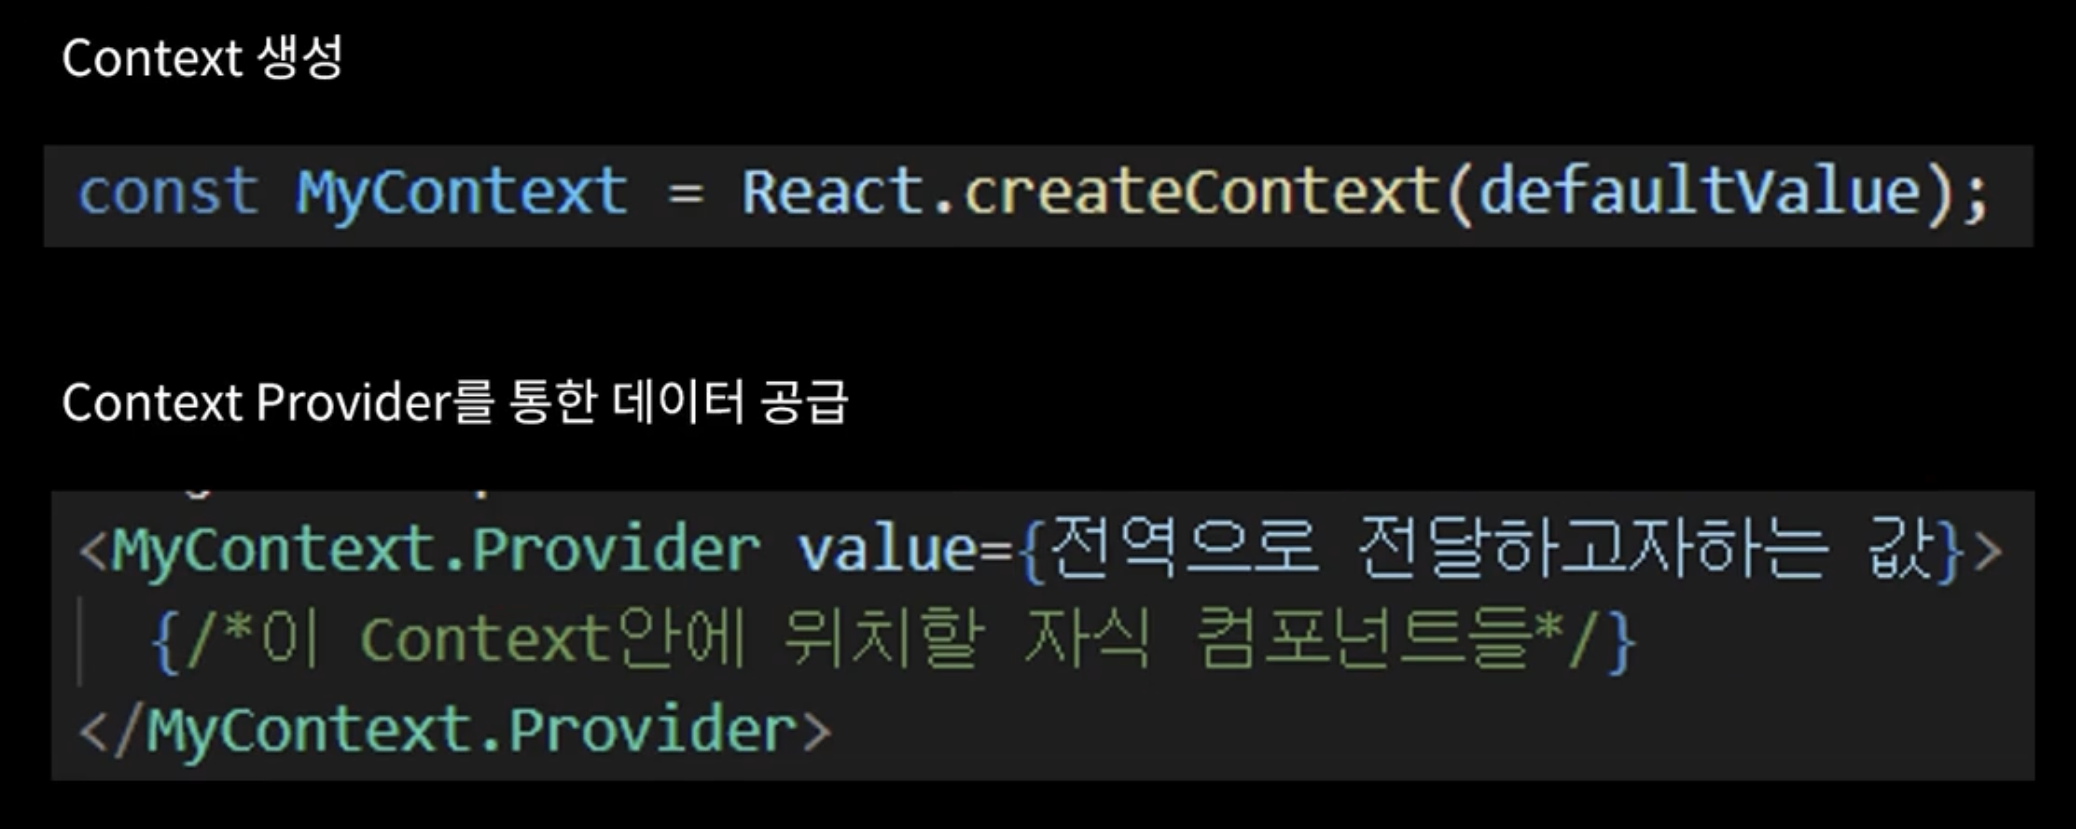 Context 생성
const MyContext = React.createContext(defaultValue);
Context Provider를 통한 데이터 공급
<MyContext.Provider value={전역으로 전달하고자하는 값}>
{/*이 Context안에 위치할 자식 컴포넌트들*/}
</MyContext.Provider>